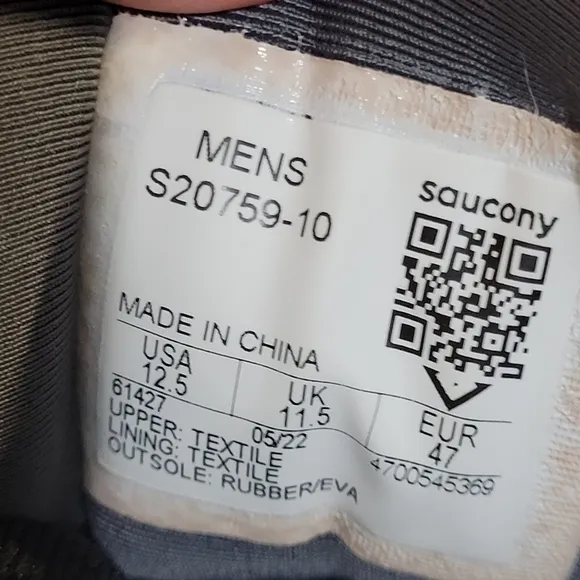 MENS
S20759-10
saucony
MADE IN CHINA
USA
12.5
UK
11.5
EUR
47
61427
05/22
4700545369
UPPER: TEXTILE
LINING: TEXTILE
OUTSOLE: RUBBER/EVA